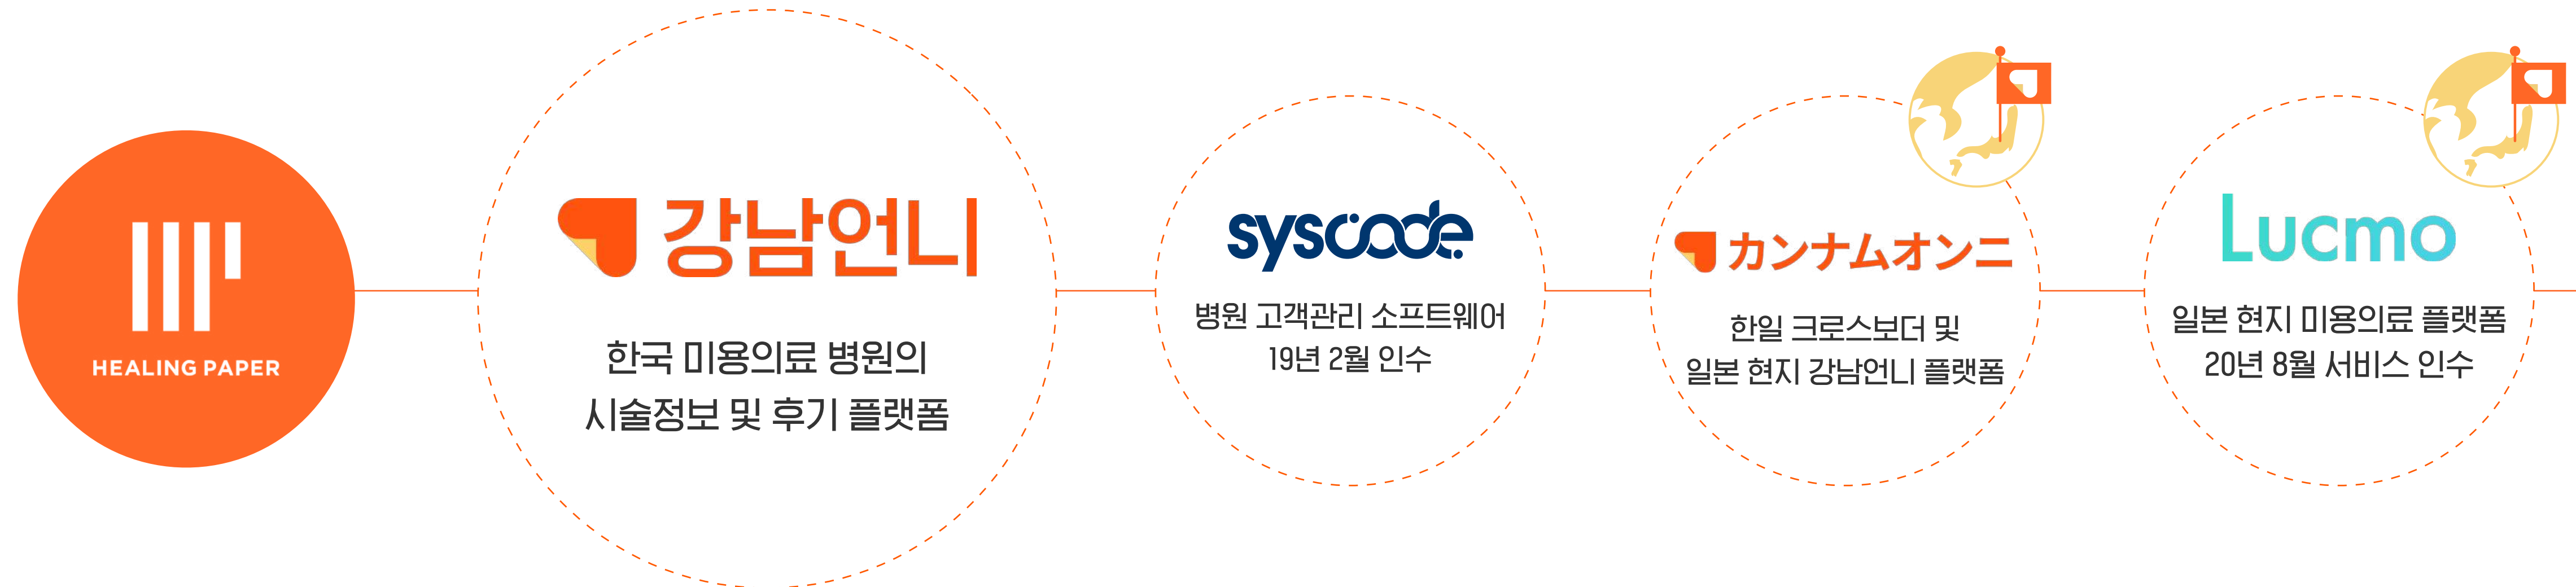 HEALING PAPER
강남언니
한국 미용의료 병원의
시술정보 및 후기 플랫폼
syscode
병원 고객관리 소프트웨어
19년 2월 인수
カンナムオンニ
한일 크로스보더 및
일본 현지 강남언니 플랫폼
Lucmo
일본 현지 미용의료 플랫폼
20년 8월 서비스 인수